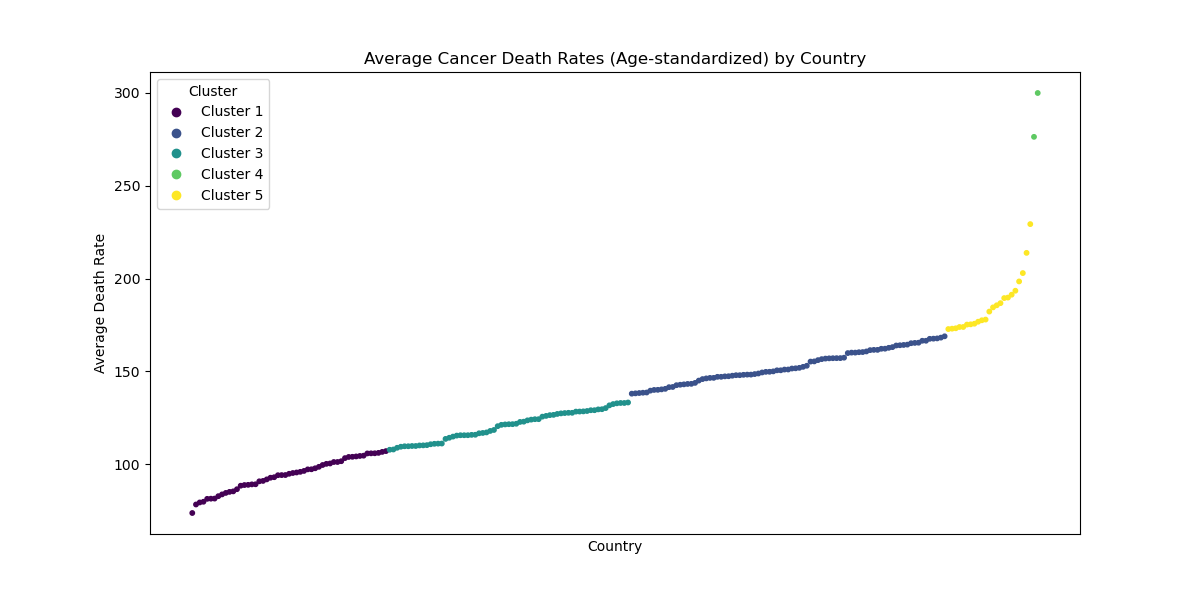 Average Cancer Death Rates (Age-standardized) by Country
Cluster
Cluster 1
Cluster 2
Cluster 3
Cluster 4
Cluster 5
300
250
200
150
100
Average Death Rate
Country